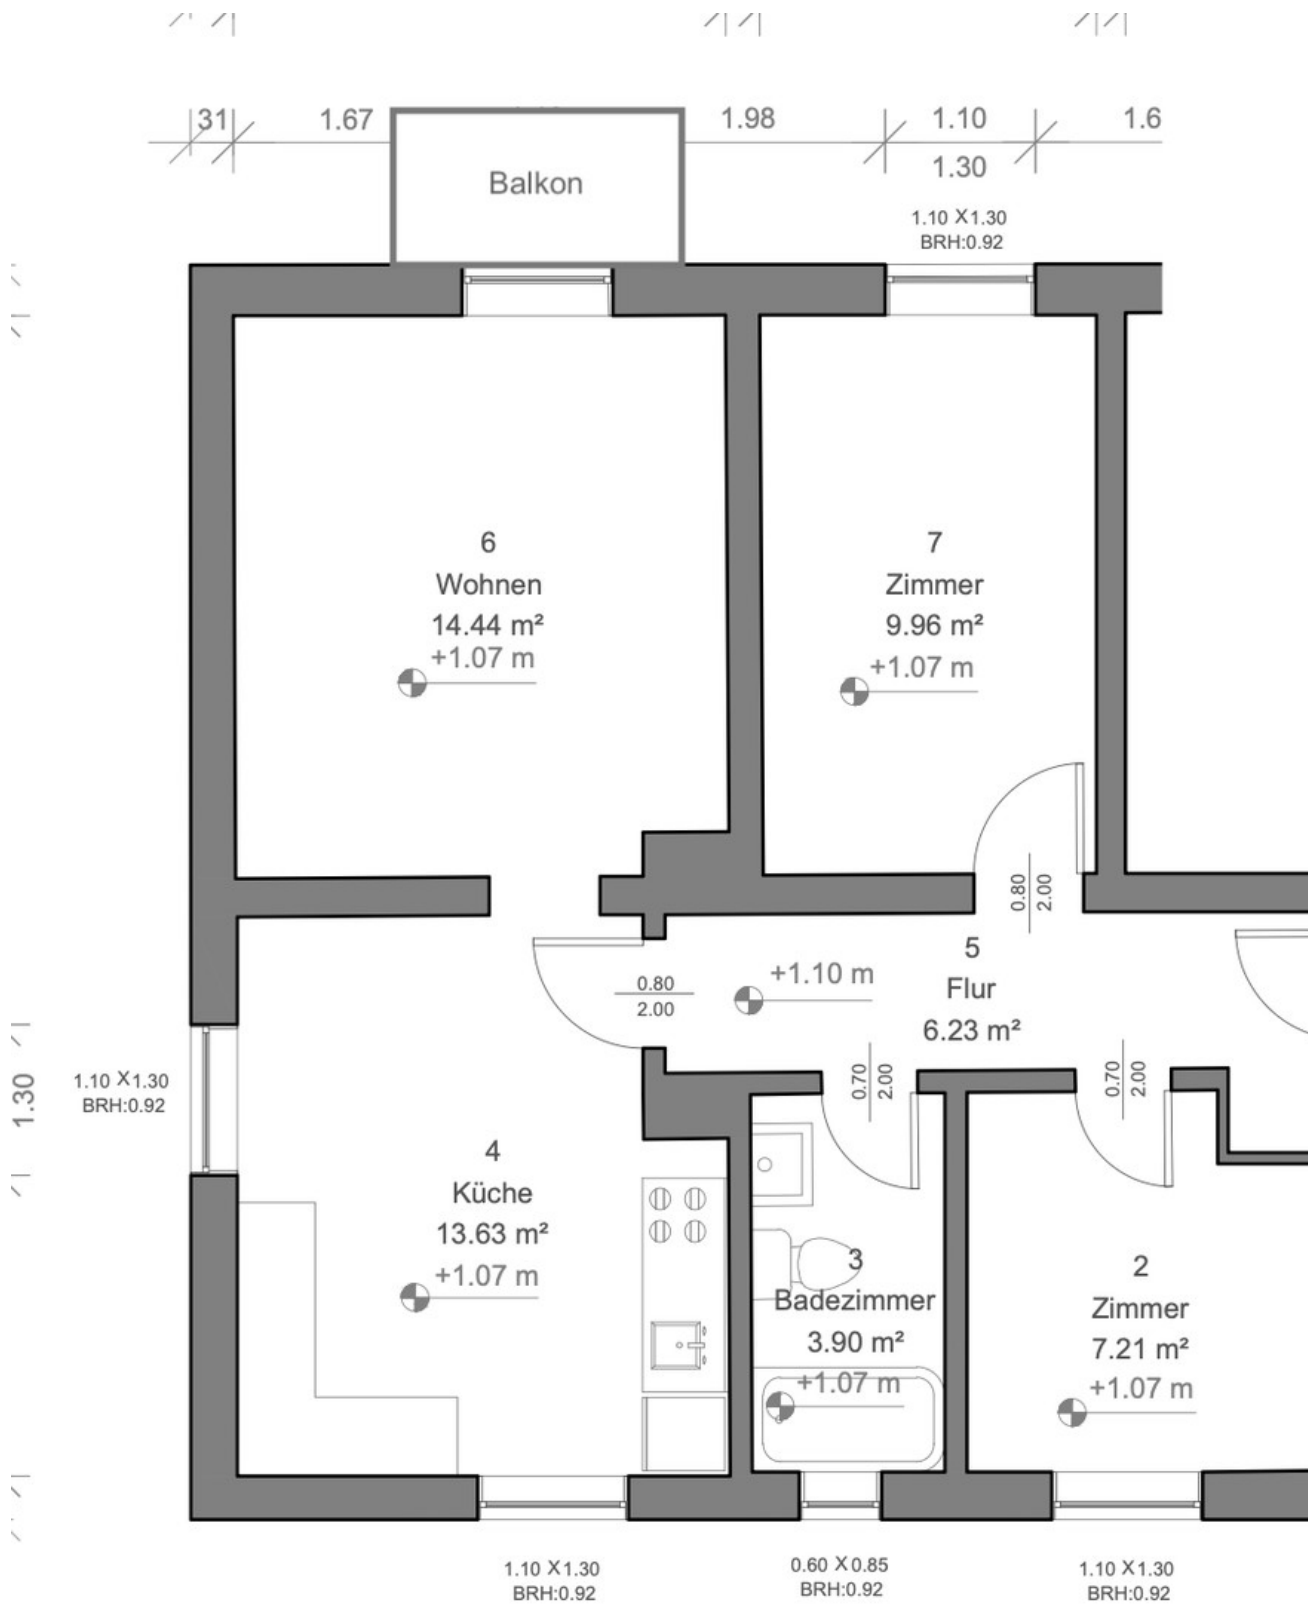 31
1.67
1.98
1.10
1.6
1.30
Balkon
1.10 X 1.30
BRH:0.92
6
Wohnen
14.44 m²
+1.07 m
7
Zimmer
9.96 m²
+1.07 m
0.80
2.00
5
Flur
6.23 m²
+1.10 m
0.80
2.00
0.70
2.00
0.70
2.00
1.30
1.10 X 1.30
BRH:0.92
4
Küche
13.63 m²
+1.07 m
3
Badezimmer
3.90 m²
+1.07 m
2
Zimmer
7.21 m²
+1.07 m
1.10 X 1.30
BRH:0.92
0.60 X 0.85
BRH:0.92
1.10 X 1.30
BRH:0.92